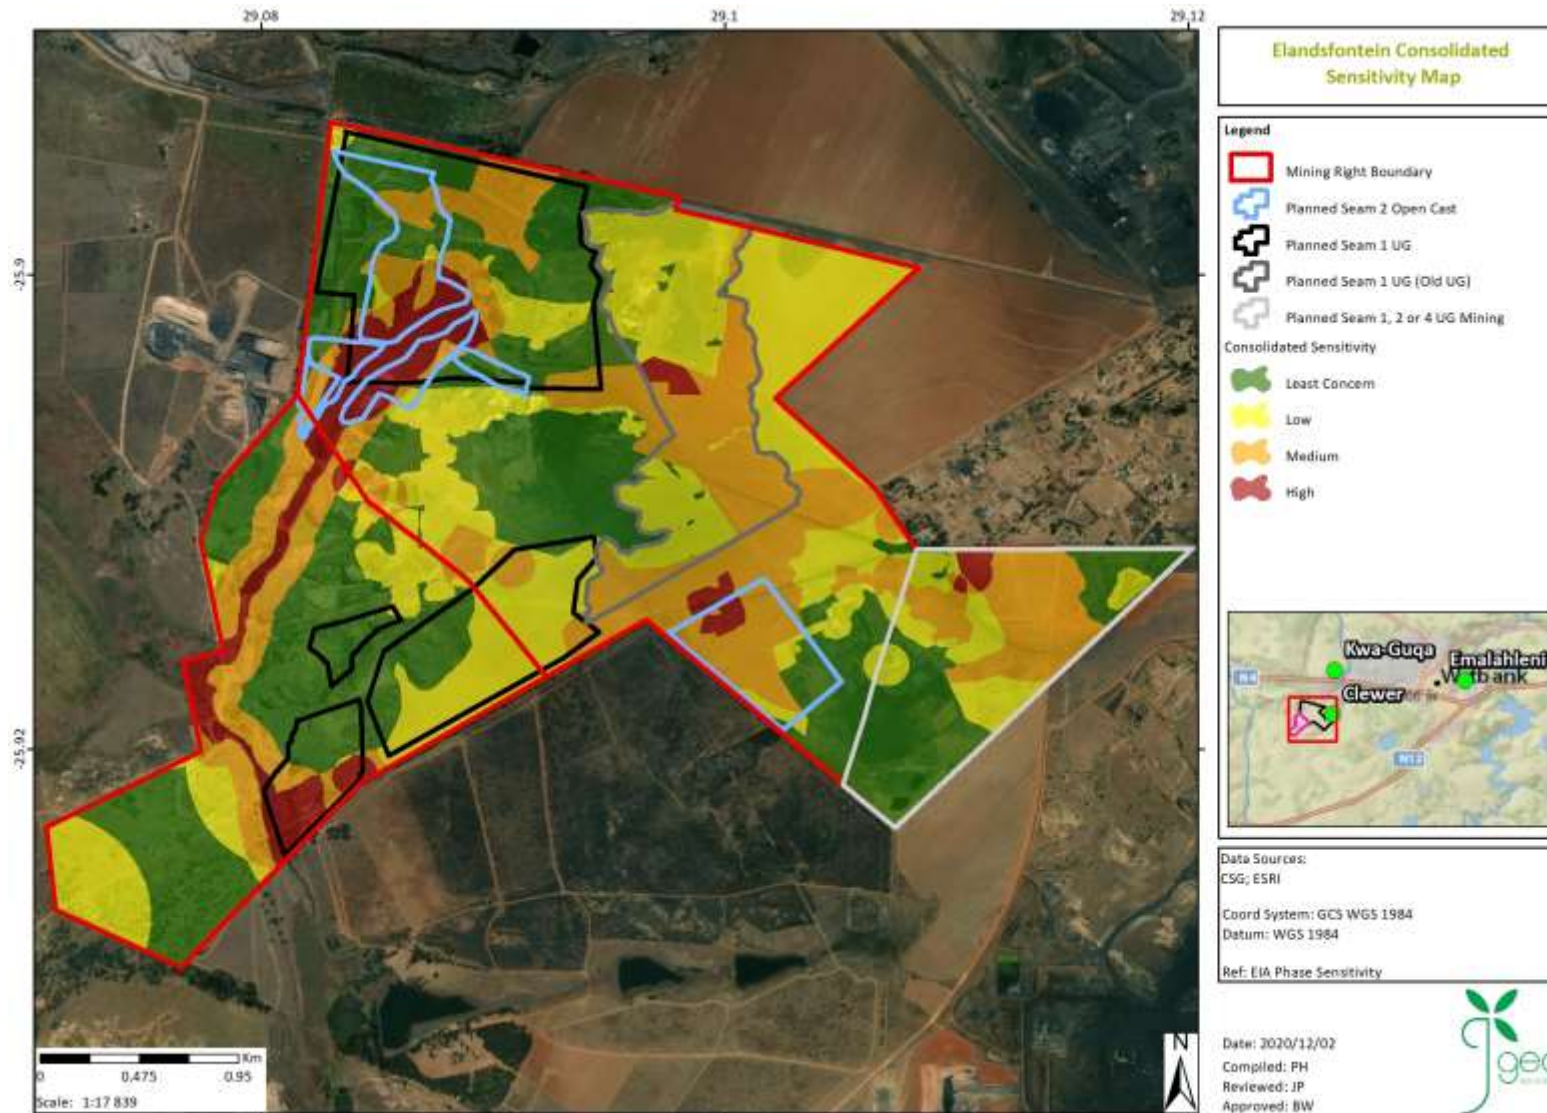 29.08
29.1
29.12
-25.9
-25.92
Elandsfontein Consolidated
Sensitivity Map
Legend
Mining Right Boundary
Planned Seam 2 Open Cast
Planned Seam 1 UG
Planned Seam 1 UG (Old UG)
Planned Seam 1, 2 or 4 UG Mining
Consolidated Sensitivity
Least Concern
Low
Medium
High
Kwa-Guqa
Emalahleni
Clewer
N4
N12
Data Sources:
CSG; ESRI
Coord System: GCS WGS 1984
Datum: WGS 1984
Ref: EIA Phase Sensitivity
Date: 2020/12/02
Compiled: PH
Reviewed: JP
Approved: BW
N
Km
0 0.475 0.95
Scale: 1:17 839